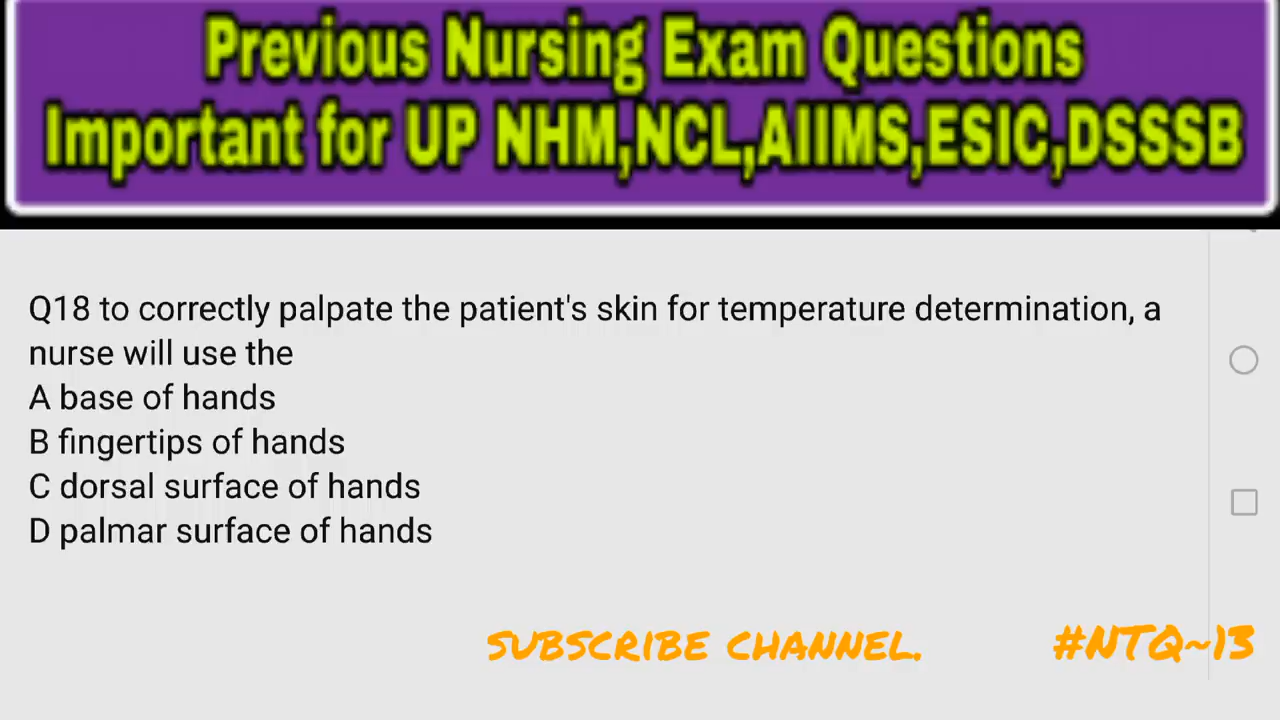 Previous Nursing Exam Questions
Important for UP NHM,NCL,AIIMS,ESIC,DSSSB
Q18 to correctly palpate the patient's skin for temperature determination, a
nurse will use the
A base of hands
B fingertips of hands
C dorsal surface of hands
D palmar surface of hands
SUBSCRIBE CHANNEL. #NTQ~13